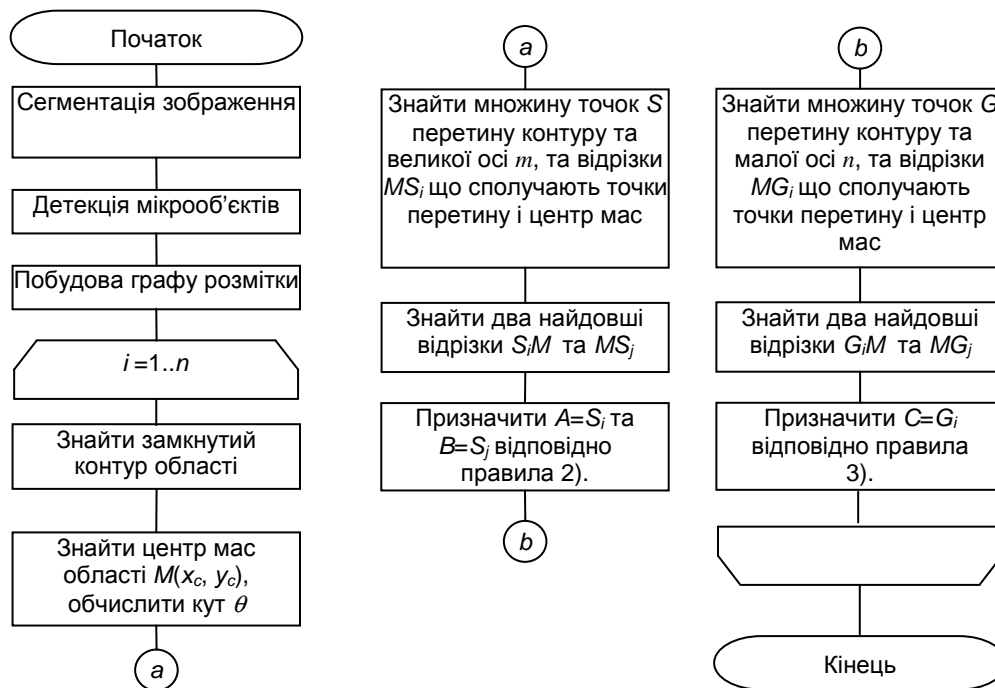 Початок
Сегментація зображення
Детекція мікрооб’єктів
Побудова графу розмітки
i =1..n
Знайти замкнутий
контур області
Знайти центр мас
області M(xc, yc),
обчислити кут θ
a
a
Знайти множину точок S
перетину контуру та
великої осі m, та відрізки
MSi що сполучають точки
перетину і центр мас
Знайти два найдовші
відрізки SiM та MSj
Призначити A=Si та
B=Sj відповідно
правила 2).
b
b
Знайти множину точок G
перетину контуру та
малої осі n, та відрізки
MGi що сполучають
точки перетину і центр
мас
Знайти два найдовші
відрізки GiM та MGj
Призначити C=Gi
відповідно правила
3).
Кінець